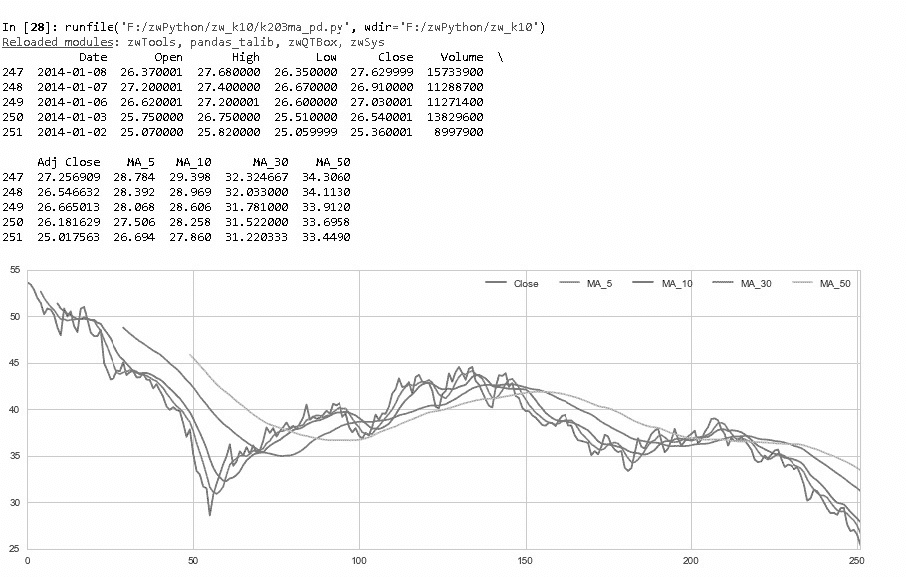 In [28]: runfile('F:/zwPython/zw_k10/k203ma_pd.py', wdir='F:/zwPython/zw_k10')
Reloaded modules: zwTools, pandas_talib, zwQTBox, zwSys
Date Open High Low Close Volume \
247 2014-01-08 26.370001 27.680000 26.350000 27.629999 15733900
248 2014-01-07 27.200001 27.400000 26.670000 26.910000 11288700
249 2014-01-06 26.620001 27.200001 26.600000 27.030001 11271400
250 2014-01-03 25.750000 26.750000 25.510000 26.540001 13829600
251 2014-01-02 25.070000 25.820000 25.059999 25.360001 8997900
Adj Close MA_5 MA_10 MA_30 MA_50
247 27.256909 28.784 29.398 32.324667 34.3060
248 26.546632 28.392 28.969 32.033000 34.1130
249 26.665013 28.068 28.606 31.781000 33.9120
250 26.181629 27.506 28.258 31.522000 33.6958
251 25.017563 26.694 27.860 31.220333 33.4490
55
Close MA_5 MA_10 MA_30 MA_50
50
45
40
35
30
25
0 50 100 150 200 250